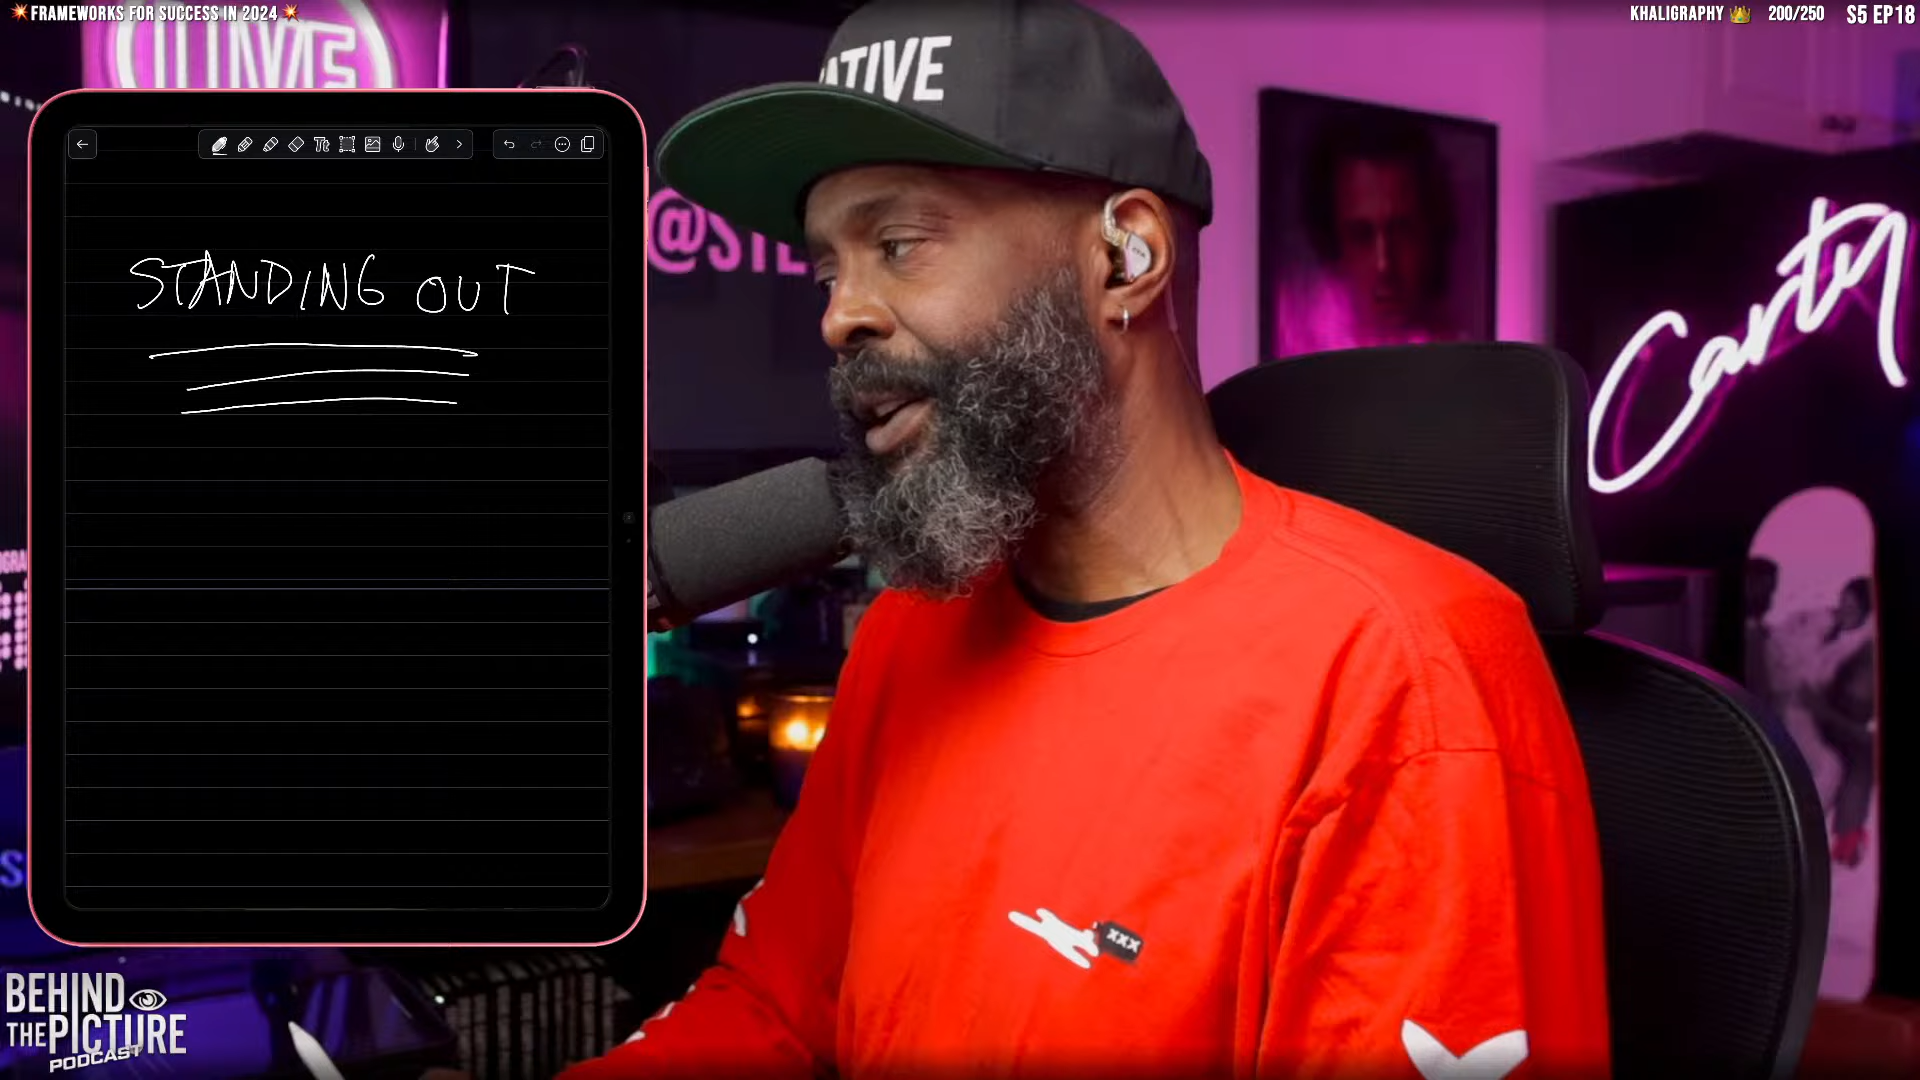 💥FRAMEWORKS FOR SUCCESS IN 2024💥
KHALIGRAPHY 👑 200/250 S5 EP18
ATIVE
@STE
Carty
STANDING OUT
XXX
BEHIND
THE PICTURE
PODCAST